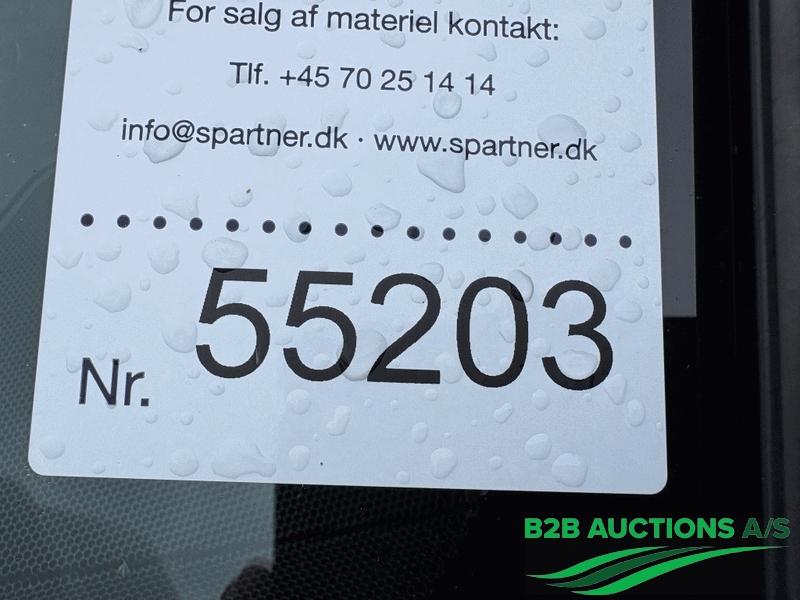 For salg af materiel kontakt:
Tlf. +45 70 25 14 14
info@spartner.dk · www.spartner.dk
Nr. 55203
B2B AUCTIONS A/S